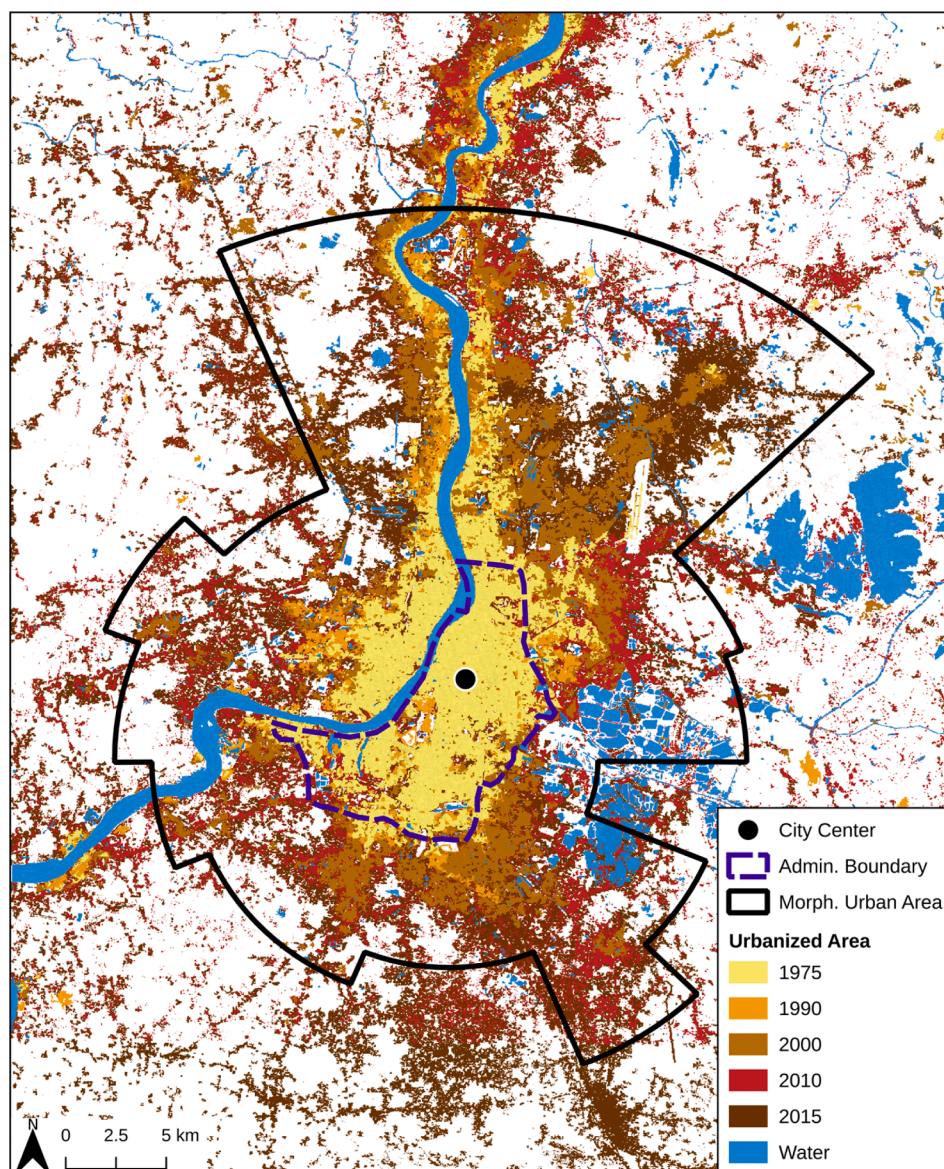 City Center
Admin. Boundary
Morph. Urban Area
Urbanized Area
1975
1990
2000
2010
2015
Water
N
0 2.5 5 km